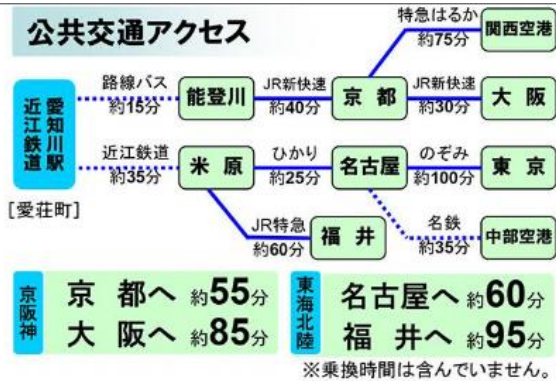 公共交通アクセス
特急はるか
約75分
関西空港
近江鉄道
愛知川駅
[愛荘町]
路線バス
約15分
能登川
JR新快速
約40分
京都
JR新快速
約30分
大阪
近江鉄道
約35分
米原
ひかり
約25分
名古屋
のぞみ
約100分
東京
JR特急
約60分
福井
名鉄
約35分
中部空港
京阪神
京都へ 約55分
大阪へ 約85分
東海北陸
名古屋へ 約60分
福井へ 約95分
※乗換時間は含んでいません。